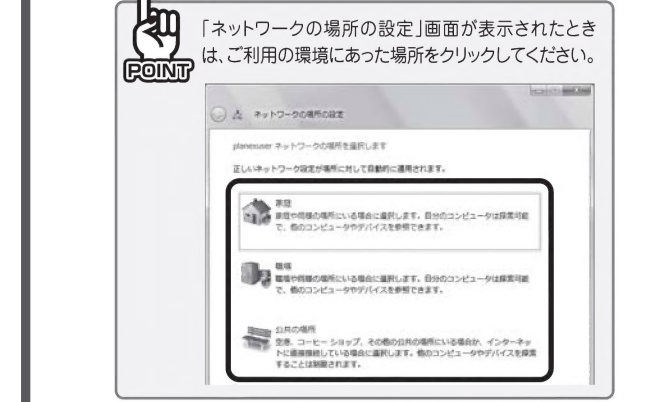 「ネットワークの場所の設定」画面が表示されたとき
は、ご利用の環境にあった場所をクリックしてください。
POINT
ネットワークの場所の設定
planexuser ネットワークの場所を選択します
正しいネットワーク設定が場所に対して自動的に適用されます。
家庭
家庭や同様の場所にいる場合に選択します。自分のコンピュータは探索可能
で、他のコンピュータやデバイスを参照できます。
職場
職場や同様の場所にいる場合に選択します。自分のコンピュータは探索可能
で、他のコンピュータやデバイスを参照できます。
公共の場所
空港、コーヒー ショップ、その他の公共の場所にいる場合か、インターネッ
トに直接接続している場合に選択します。他のコンピュータやデバイスを探索
することは制限されます。